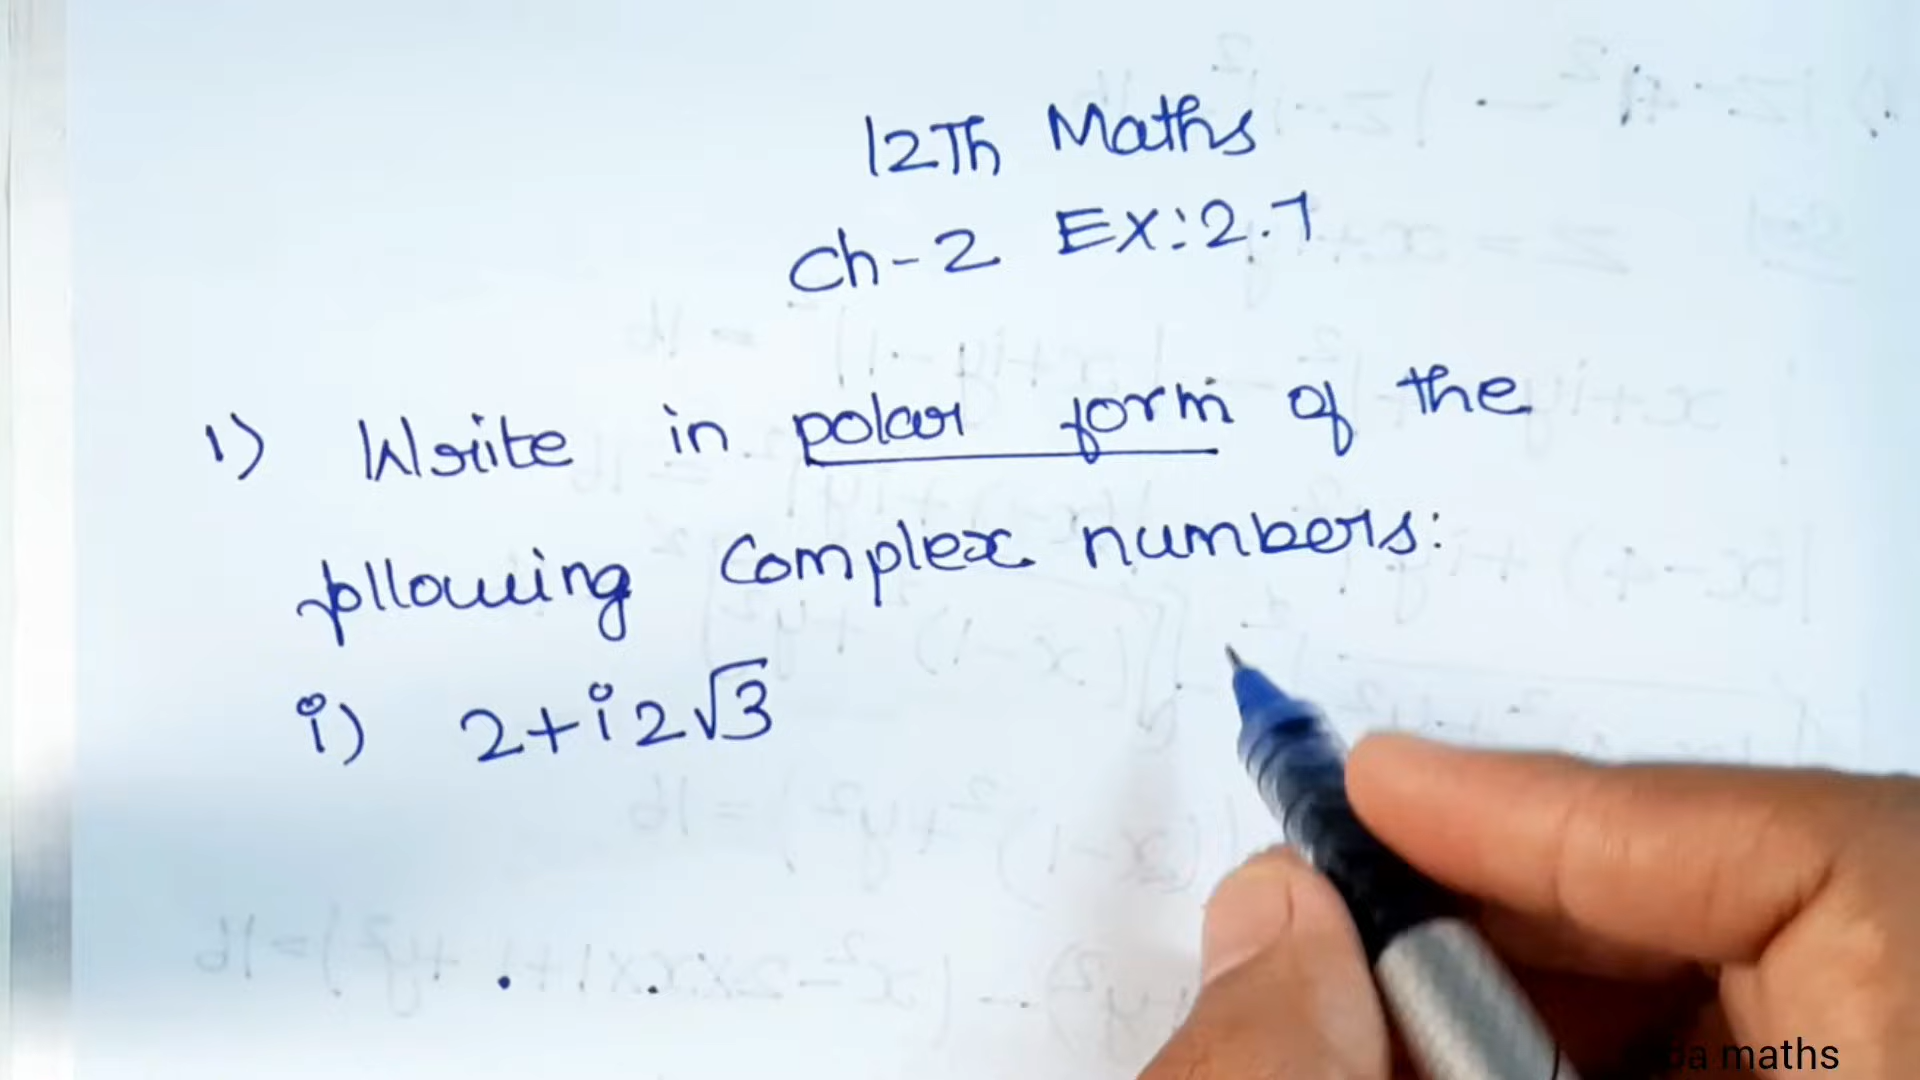 12Th Maths
Ch-2 Ex:2.7
1) Write in polar form of the
following Complex numbers:
i) 2+i2√3
maths